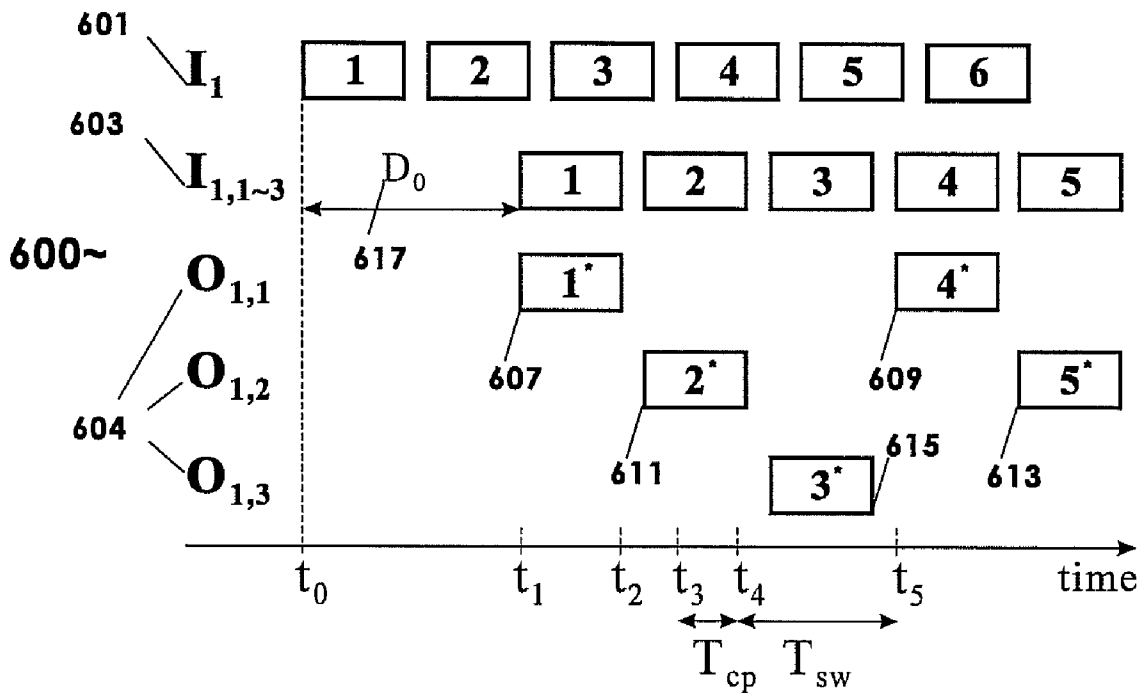 601
I1 1 2 3 4 5 6
603
I1,1~3 D0 1 2 3 4 5
600~ 617
O1,1 1* 4*
O1,2 607 2* 609 5*
604
611 615 613
O1,3 3*
t0 t1 t2 t3 t4 t5 time
Tcp Tsw